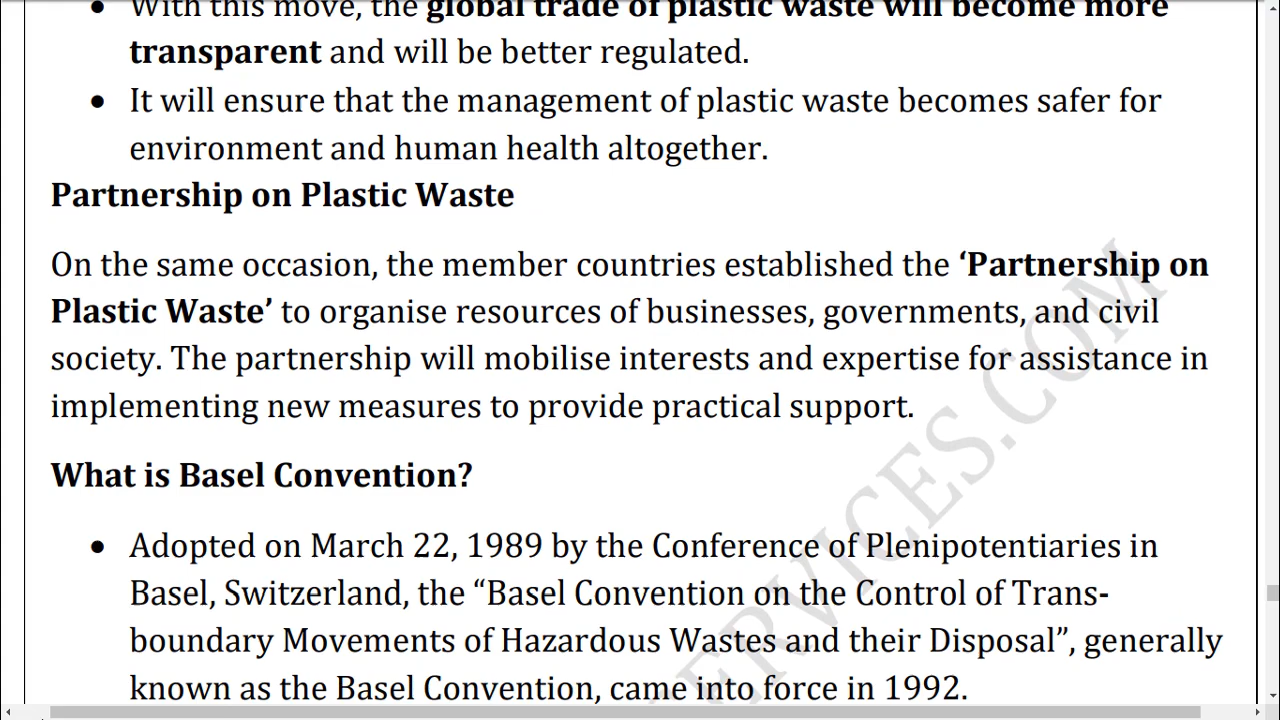 • With this move, the global trade of plastic waste will become more
transparent and will be better regulated.
• It will ensure that the management of plastic waste becomes safer for
environment and human health altogether.
Partnership on Plastic Waste
On the same occasion, the member countries established the ‘Partnership on
Plastic Waste’ to organise resources of businesses, governments, and civil
society. The partnership will mobilise interests and expertise for assistance in
implementing new measures to provide practical support.
What is Basel Convention?
• Adopted on March 22, 1989 by the Conference of Plenipotentiaries in
Basel, Switzerland, the “Basel Convention on the Control of Trans-
boundary Movements of Hazardous Wastes and their Disposal”, generally
known as the Basel Convention, came into force in 1992.
ERVICES.COM